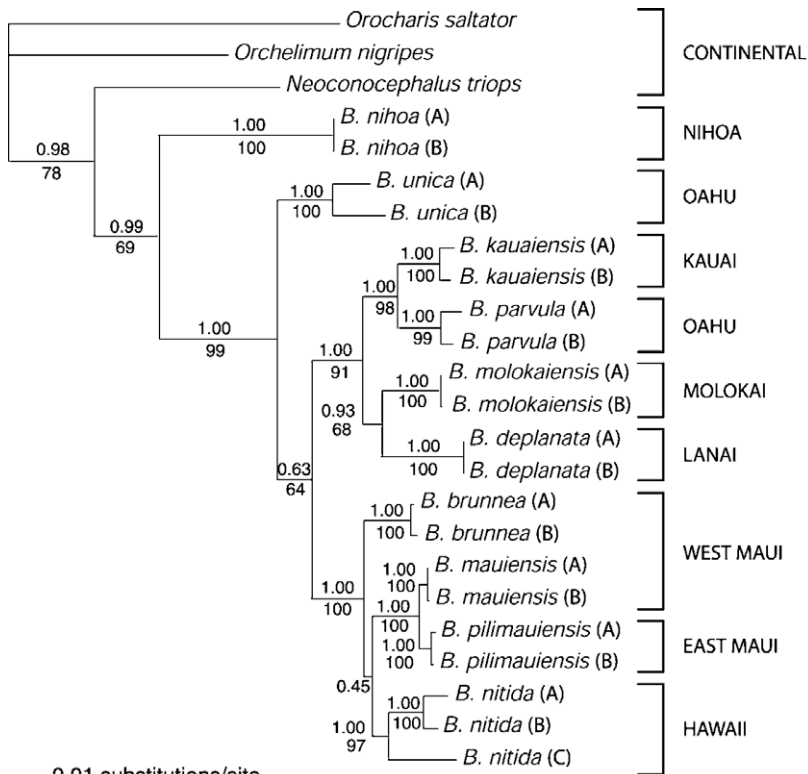 Orocharis saltator
Orchelimum nigripes
CONTINENTAL
Neoconocephalus triops
B. nihoa (A)
1.00
NIHOA
0.98
100
B. nihoa (B)
78
1.00
B. unica (A)
OAHU
100
B. unica (B)
0.99
69
1.00
B. kauaiensis (A)
KAUAI
1.00
100
B. kauaiensis (B)
98
1.00
B. parvula (A)
OAHU
1.00
99
B. parvula (B)
99
1.00
91
1.00
B. molokaiensis (A)
MOLOKAI
100
B. molokaiensis (B)
0.93
68
1.00
B. deplanata (A)
LANAI
100
B. deplanata (B)
0.63
64
1.00
B. brunnea (A)
100
B. brunnea (B)
WEST MAUI
1.00
B. mauiensis (A)
100
B. mauiensis (B)
1.00
100
1.00
100
B. pilimauiensis (A)
EAST MAUI
1.00
100
B. pilimauiensis (B)
0.45
1.00
B. nitida (A)
100
B. nitida (B)
HAWAII
1.00
97
B. nitida (C)
0.01 substitutions/site